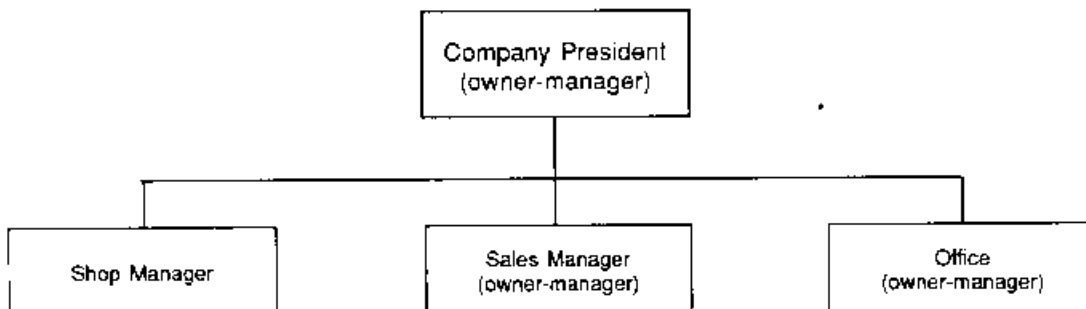 Company President
(owner-manager)
Shop Manager
Sales Manager
(owner-manager)
Office
(owner-manager)